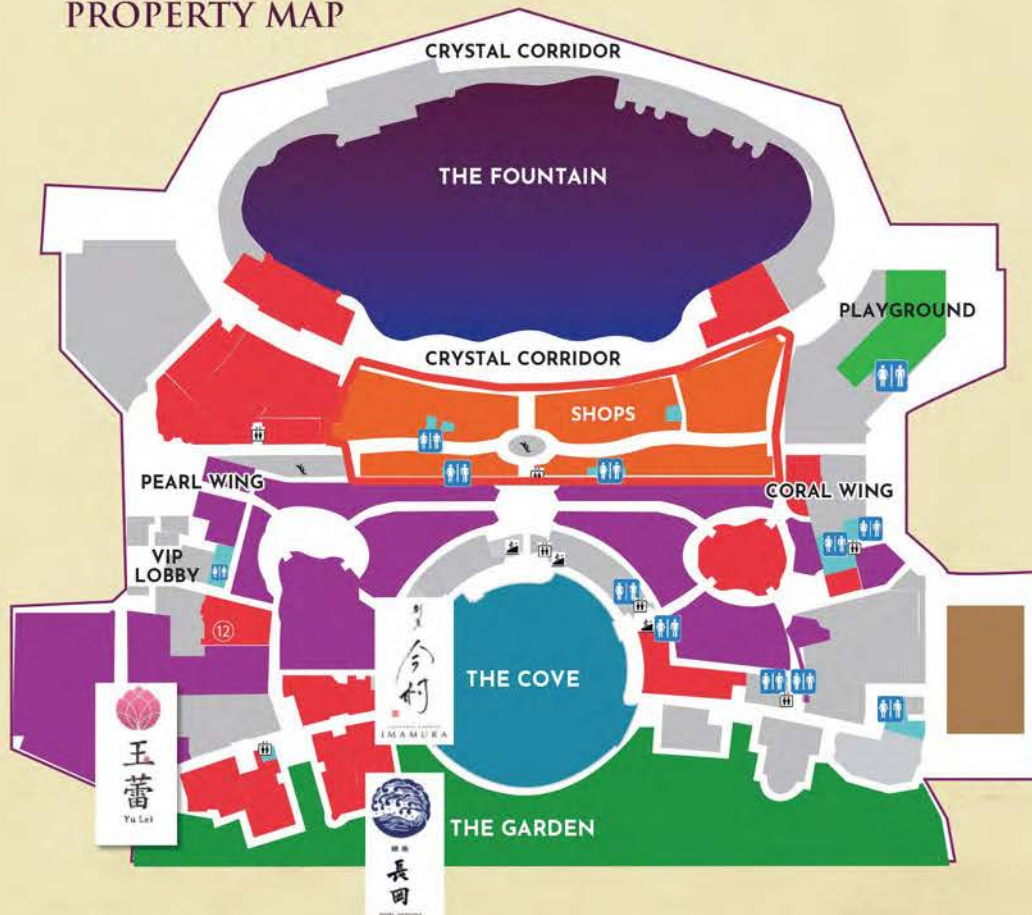 PROPERTY MAP
CRYSTAL CORRIDOR
THE FOUNTAIN
PLAYGROUND
CRYSTAL CORRIDOR
SHOPS
PEARL WING
CORAL WING
VIP
LOBBY
12
今村
IMAMURA
THE COVE
玉蕾
Yu Lei
THE GARDEN
長岡